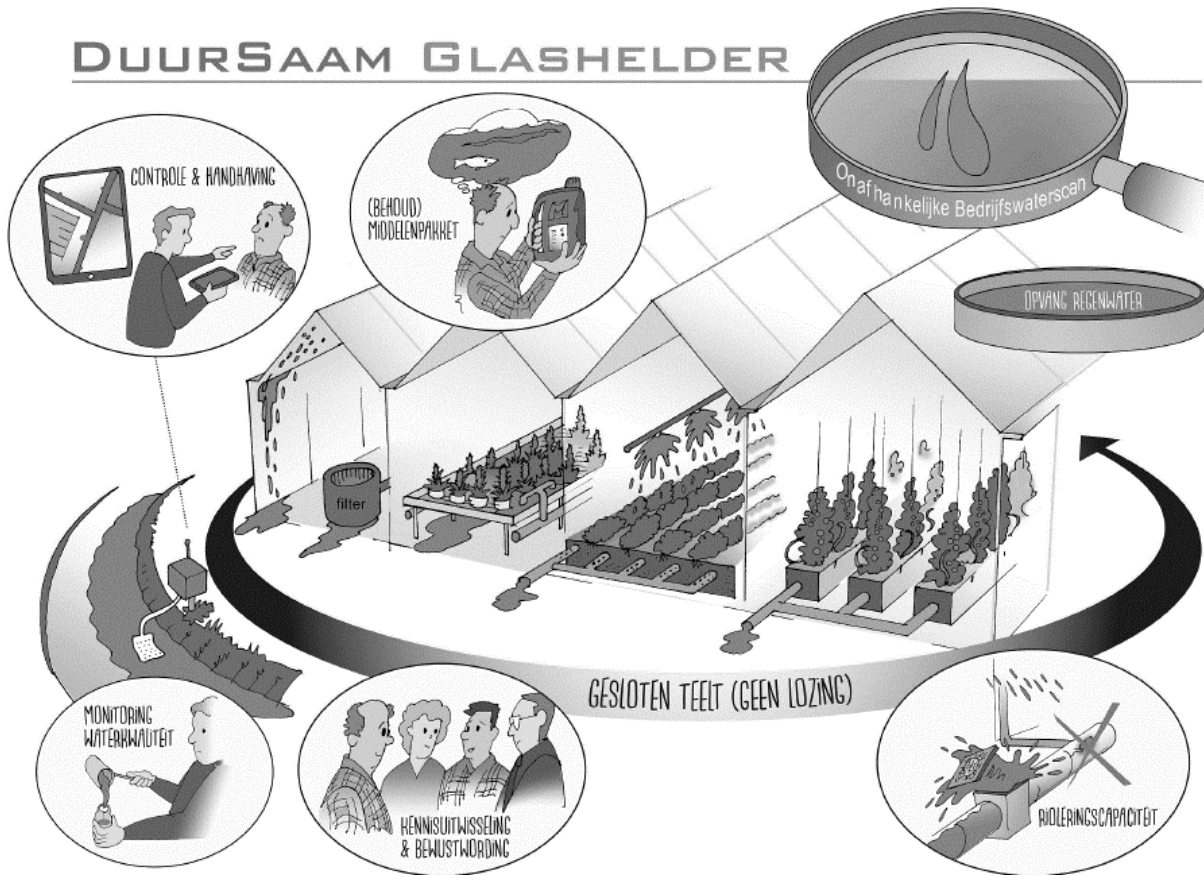 DUURSAAM GLASHELDER
CONTROLE & HANDHAVING
(BEHOUD)
MIDDELENPAKKET
M
Onafhankelijke Bedrijfswaterscan
OPVANG REGENWATER
filter
GESLOTEN TEELT (GEEN LOZING)
MONITORING
WATERKWALITEIT
KENNISUITWISSELING
& BEWUSTWORDING
RIOLERINGSCAPACITEIT